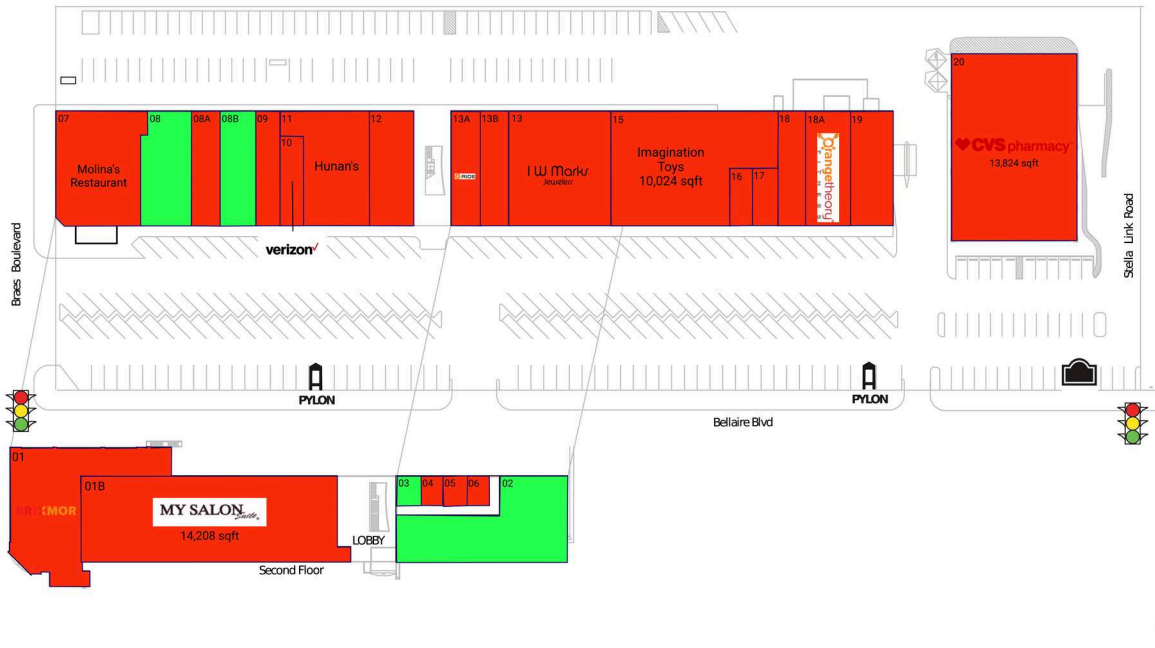 20
07
08
08A
08B
09
11
12
13A
13B
13
15
18
18A
19
10
Molina's
Restaurant
Hunan's
I W Marks
Jewelers
Imagination
Toys
10,024 sqft
16
17
Orangetheory
FITNESS
CVS pharmacy
13,824 sqft
verizon
Braes Boulevard
Stella Link Road
PYLON
PYLON
Bellaire Blvd
01
01B
BRIXMOR
MY SALON
Suite
14,208 sqft
LOBBY
Second Floor
03
04
05
06
02